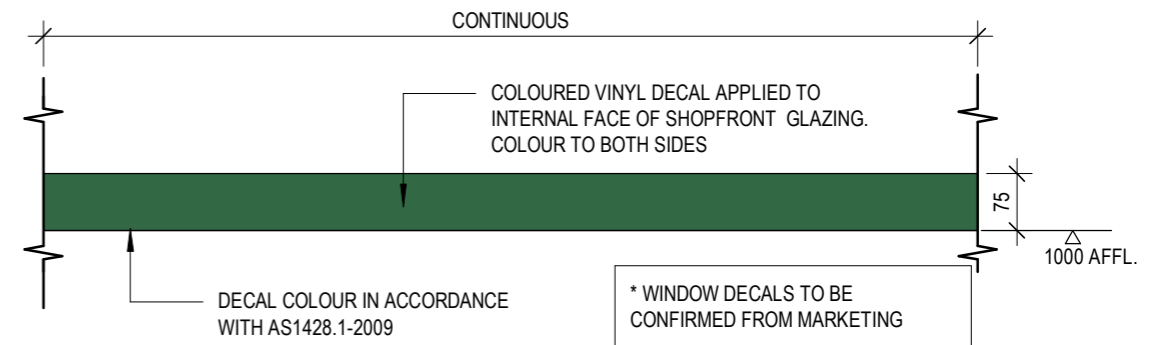 CONTINUOUS
COLOURED VINYL DECAL APPLIED TO
INTERNAL FACE OF SHOPFRONT GLAZING.
COLOUR TO BOTH SIDES
75
1000 AFFL.
DECAL COLOUR IN ACCORDANCE
WITH AS1428.1-2009
* WINDOW DECALS TO BE
CONFIRMED FROM MARKETING